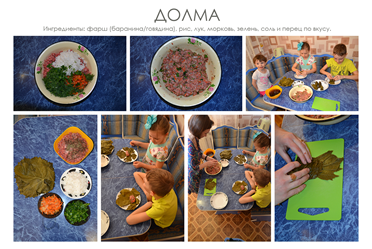 ДОЛМА
Ингредиенты: фарш (баранина/говядина), рис, лук, морковь, зелень, соль и перец по вкусу.